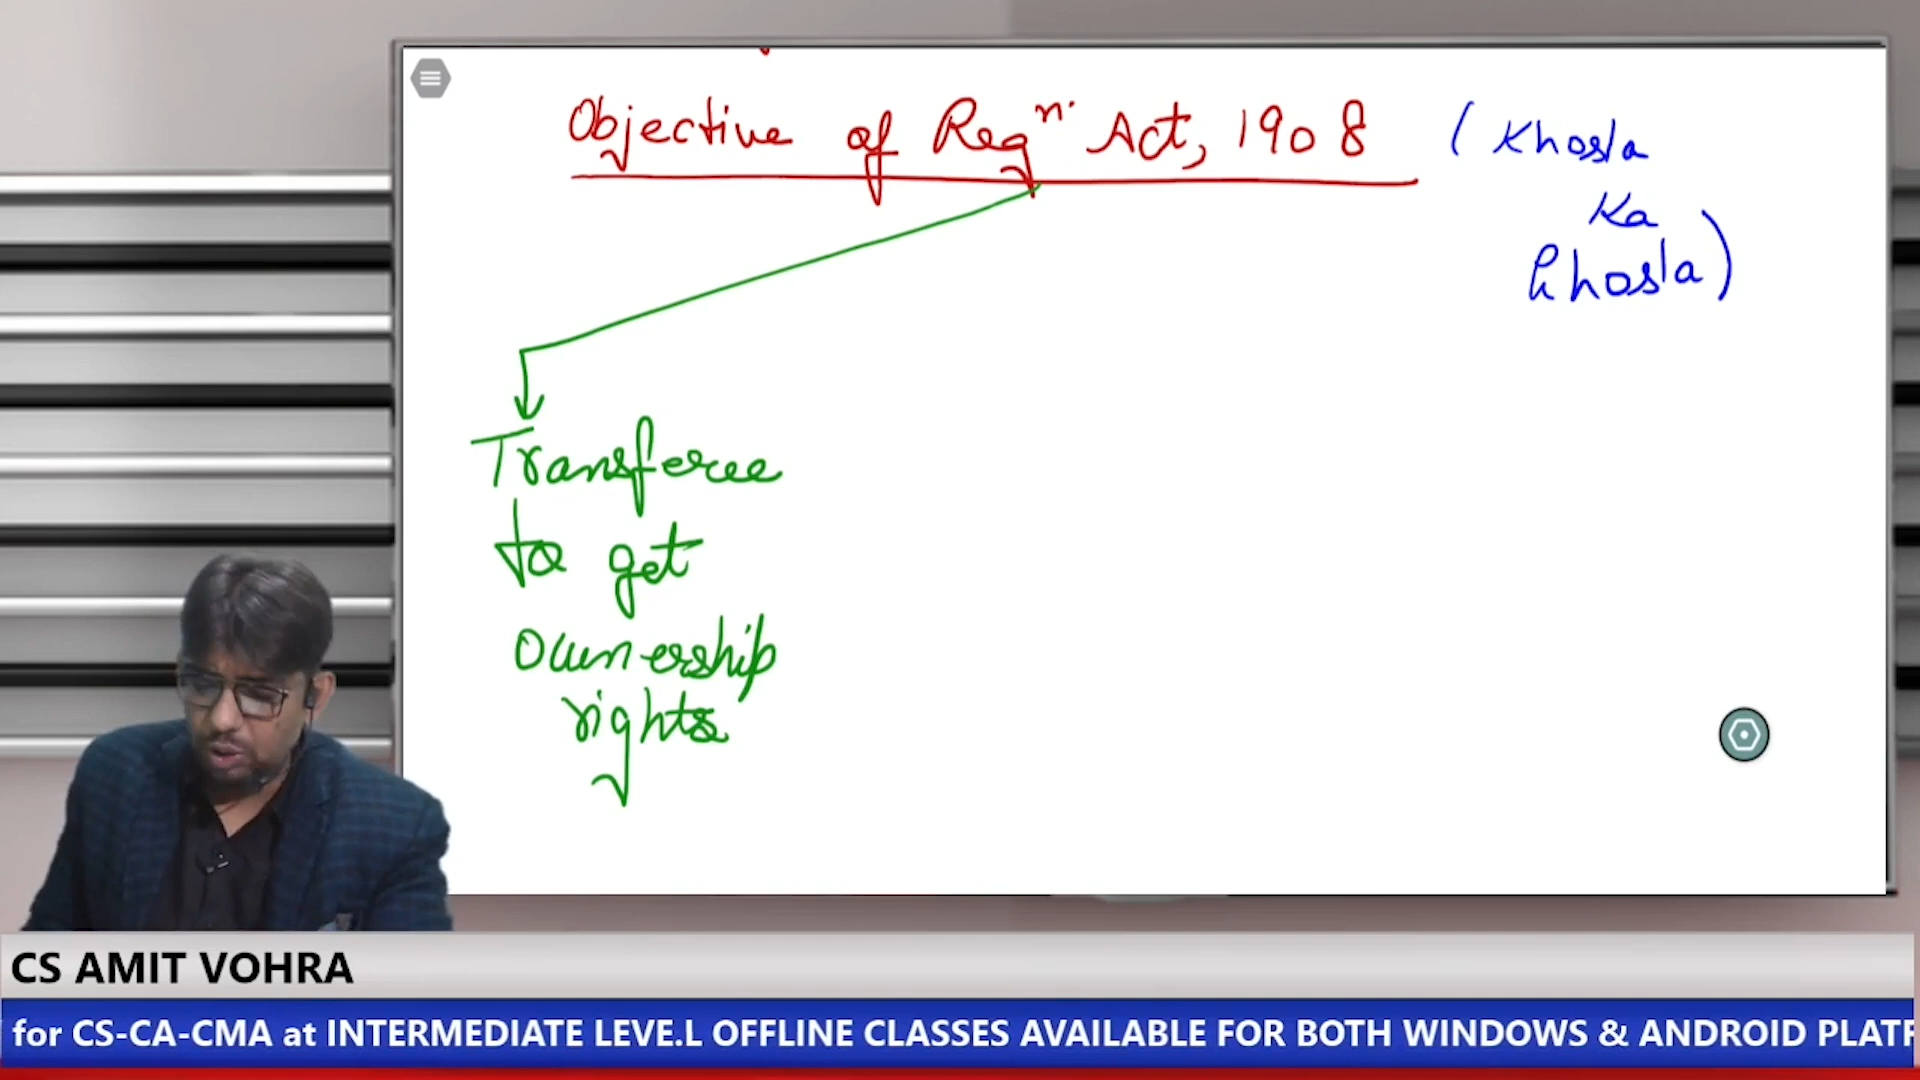 Objective of Regⁿ Act, 1908 (Khosla
Ka
Ghosla)
Transferee
to get
Ownership
rights
CS AMIT VOHRA
for CS-CA-CMA at INTERMEDIATE LEVE.L OFFLINE CLASSES AVAILABLE FOR BOTH WINDOWS & ANDROID